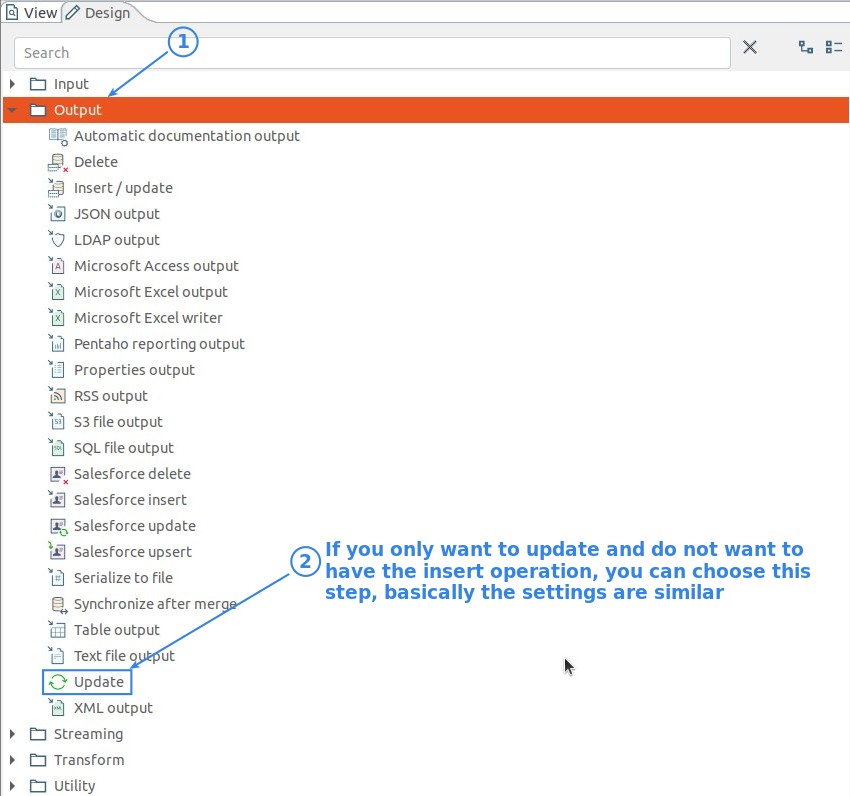 View Design
1
Search
Input
Output
Automatic documentation output
Delete
Insert / update
JSON output
LDAP output
Microsoft Access output
Microsoft Excel output
Microsoft Excel writer
Pentaho reporting output
Properties output
RSS output
S3 file output
SQL file output
Salesforce delete
Salesforce insert
Salesforce update
Salesforce upsert
2 If you only want to update and do not want to
have the insert operation, you can choose this
step, basically the settings are similar
Serialize to file
Synchronize after merge
Table output
Text file output
Update
XML output
Streaming
Transform
Utility